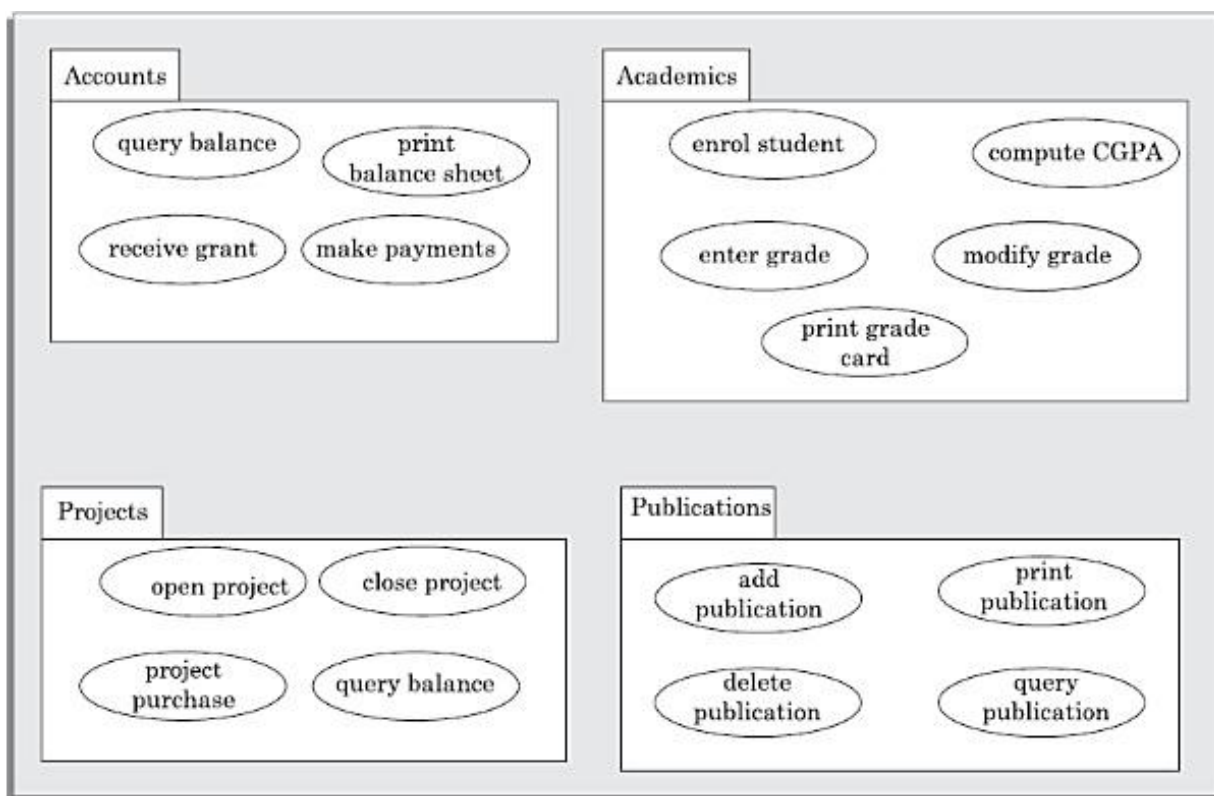 Accounts
query balance
print
balance sheet
receive grant
make payments
Academics
enrol student
compute CGPA
enter grade
modify grade
print grade
card
Projects
open project
close project
project
purchase
query balance
Publications
add
publication
print
publication
delete
publication
query
publication